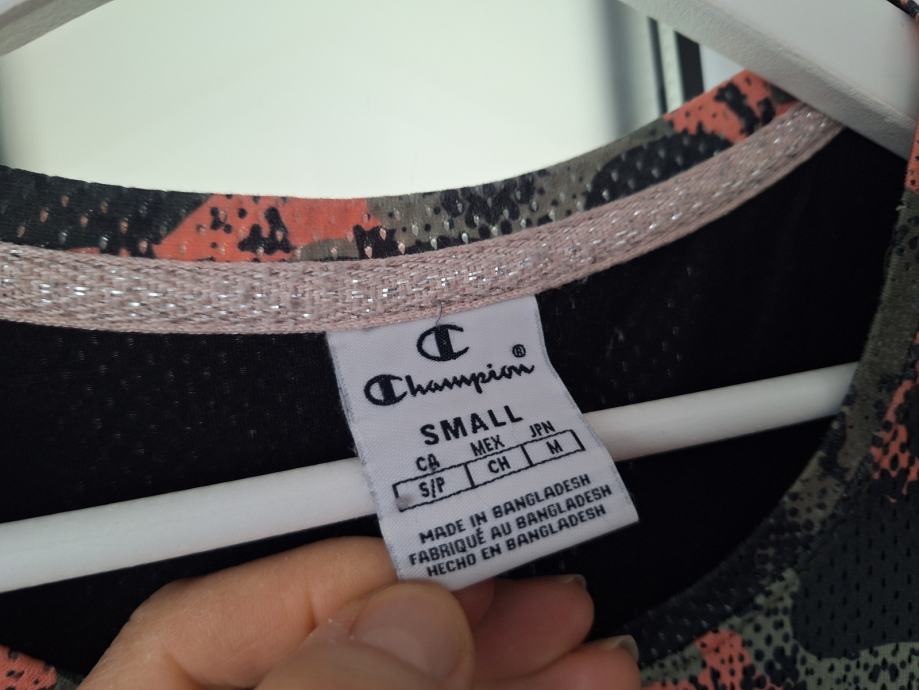 Champion®
SMALL
CA MEX JPN
S/P CH M
MADE IN BANGLADESH
FABRIQUÉ AU BANGLADESH
HECHO EN BANGLADESH